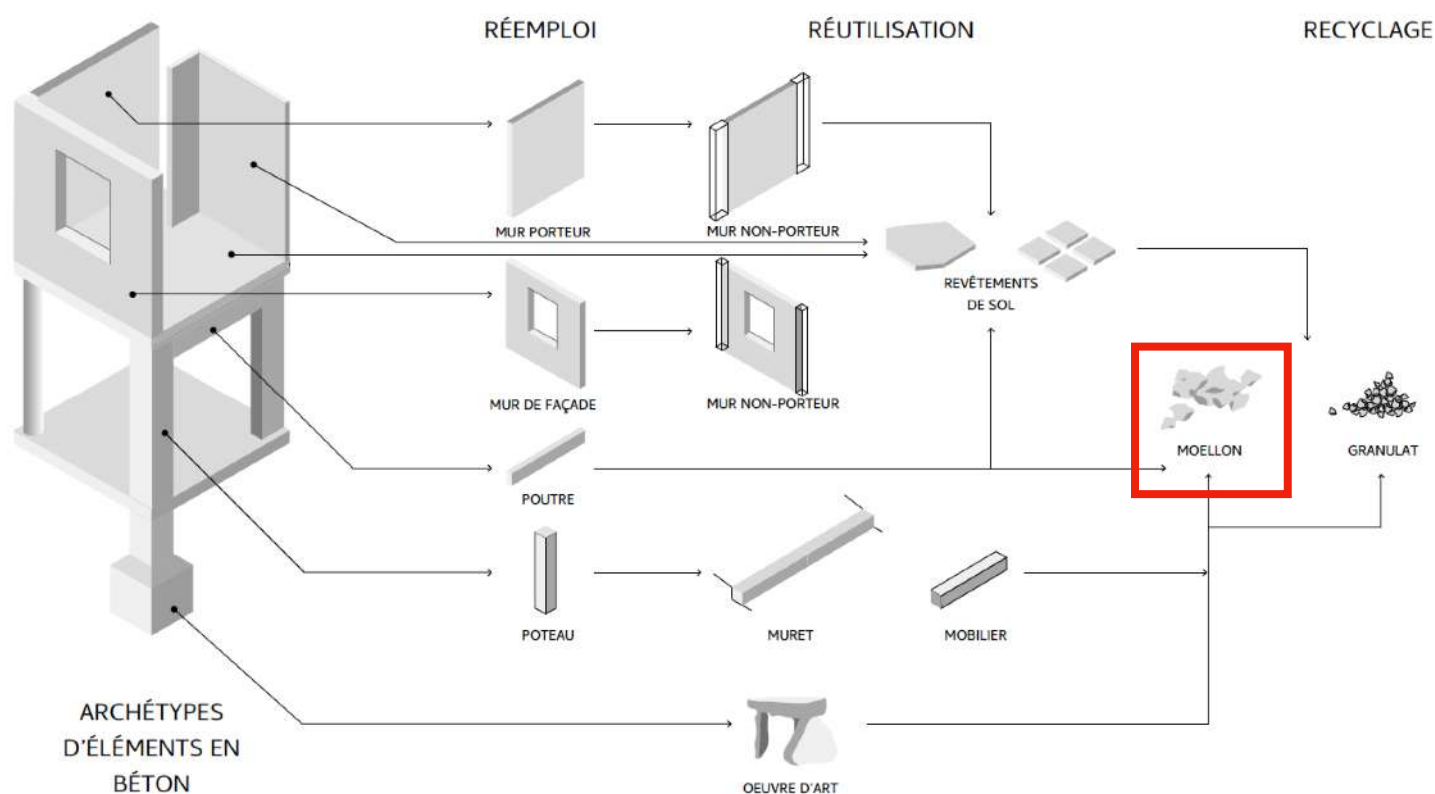 RÉEMPLOI
RÉUTILISATION
RECYCLAGE
MUR PORTEUR
MUR NON-PORTEUR
REVÊTEMENTS
DE SOL
MUR DE FAÇADE
MUR NON-PORTEUR
MOELLON
GRANULAT
POUTRE
POTEAU
MURET
MOBILIER
ARCHÉTYPES
D'ÉLÉMENTS EN
BÉTON
OEUVRE D'ART